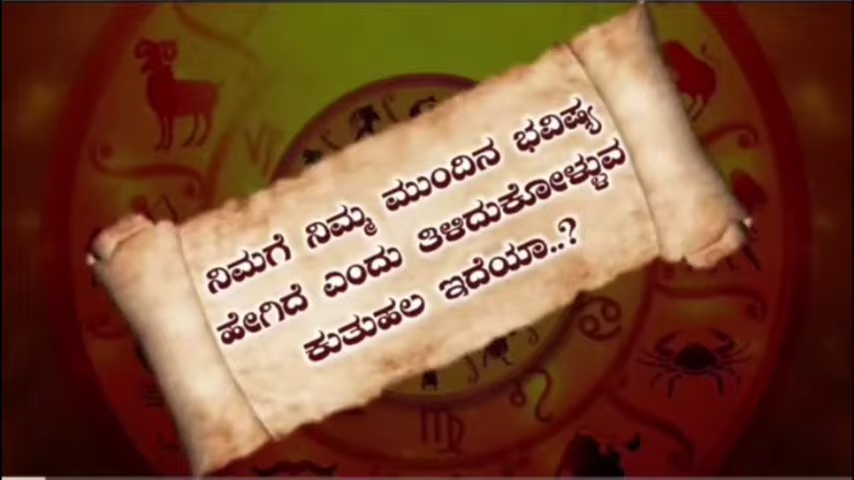 ನಿಮಗೆ ನಿಮ್ಮ ಮುಂದಿನ ಭವಿಷ್ಯ
ಹೇಗಿದೆ ಎಂದು ತಿಳಿದುಕೋಳ್ಳುವ
ಕುತುಹಲ ಇದೆಯಾ..?